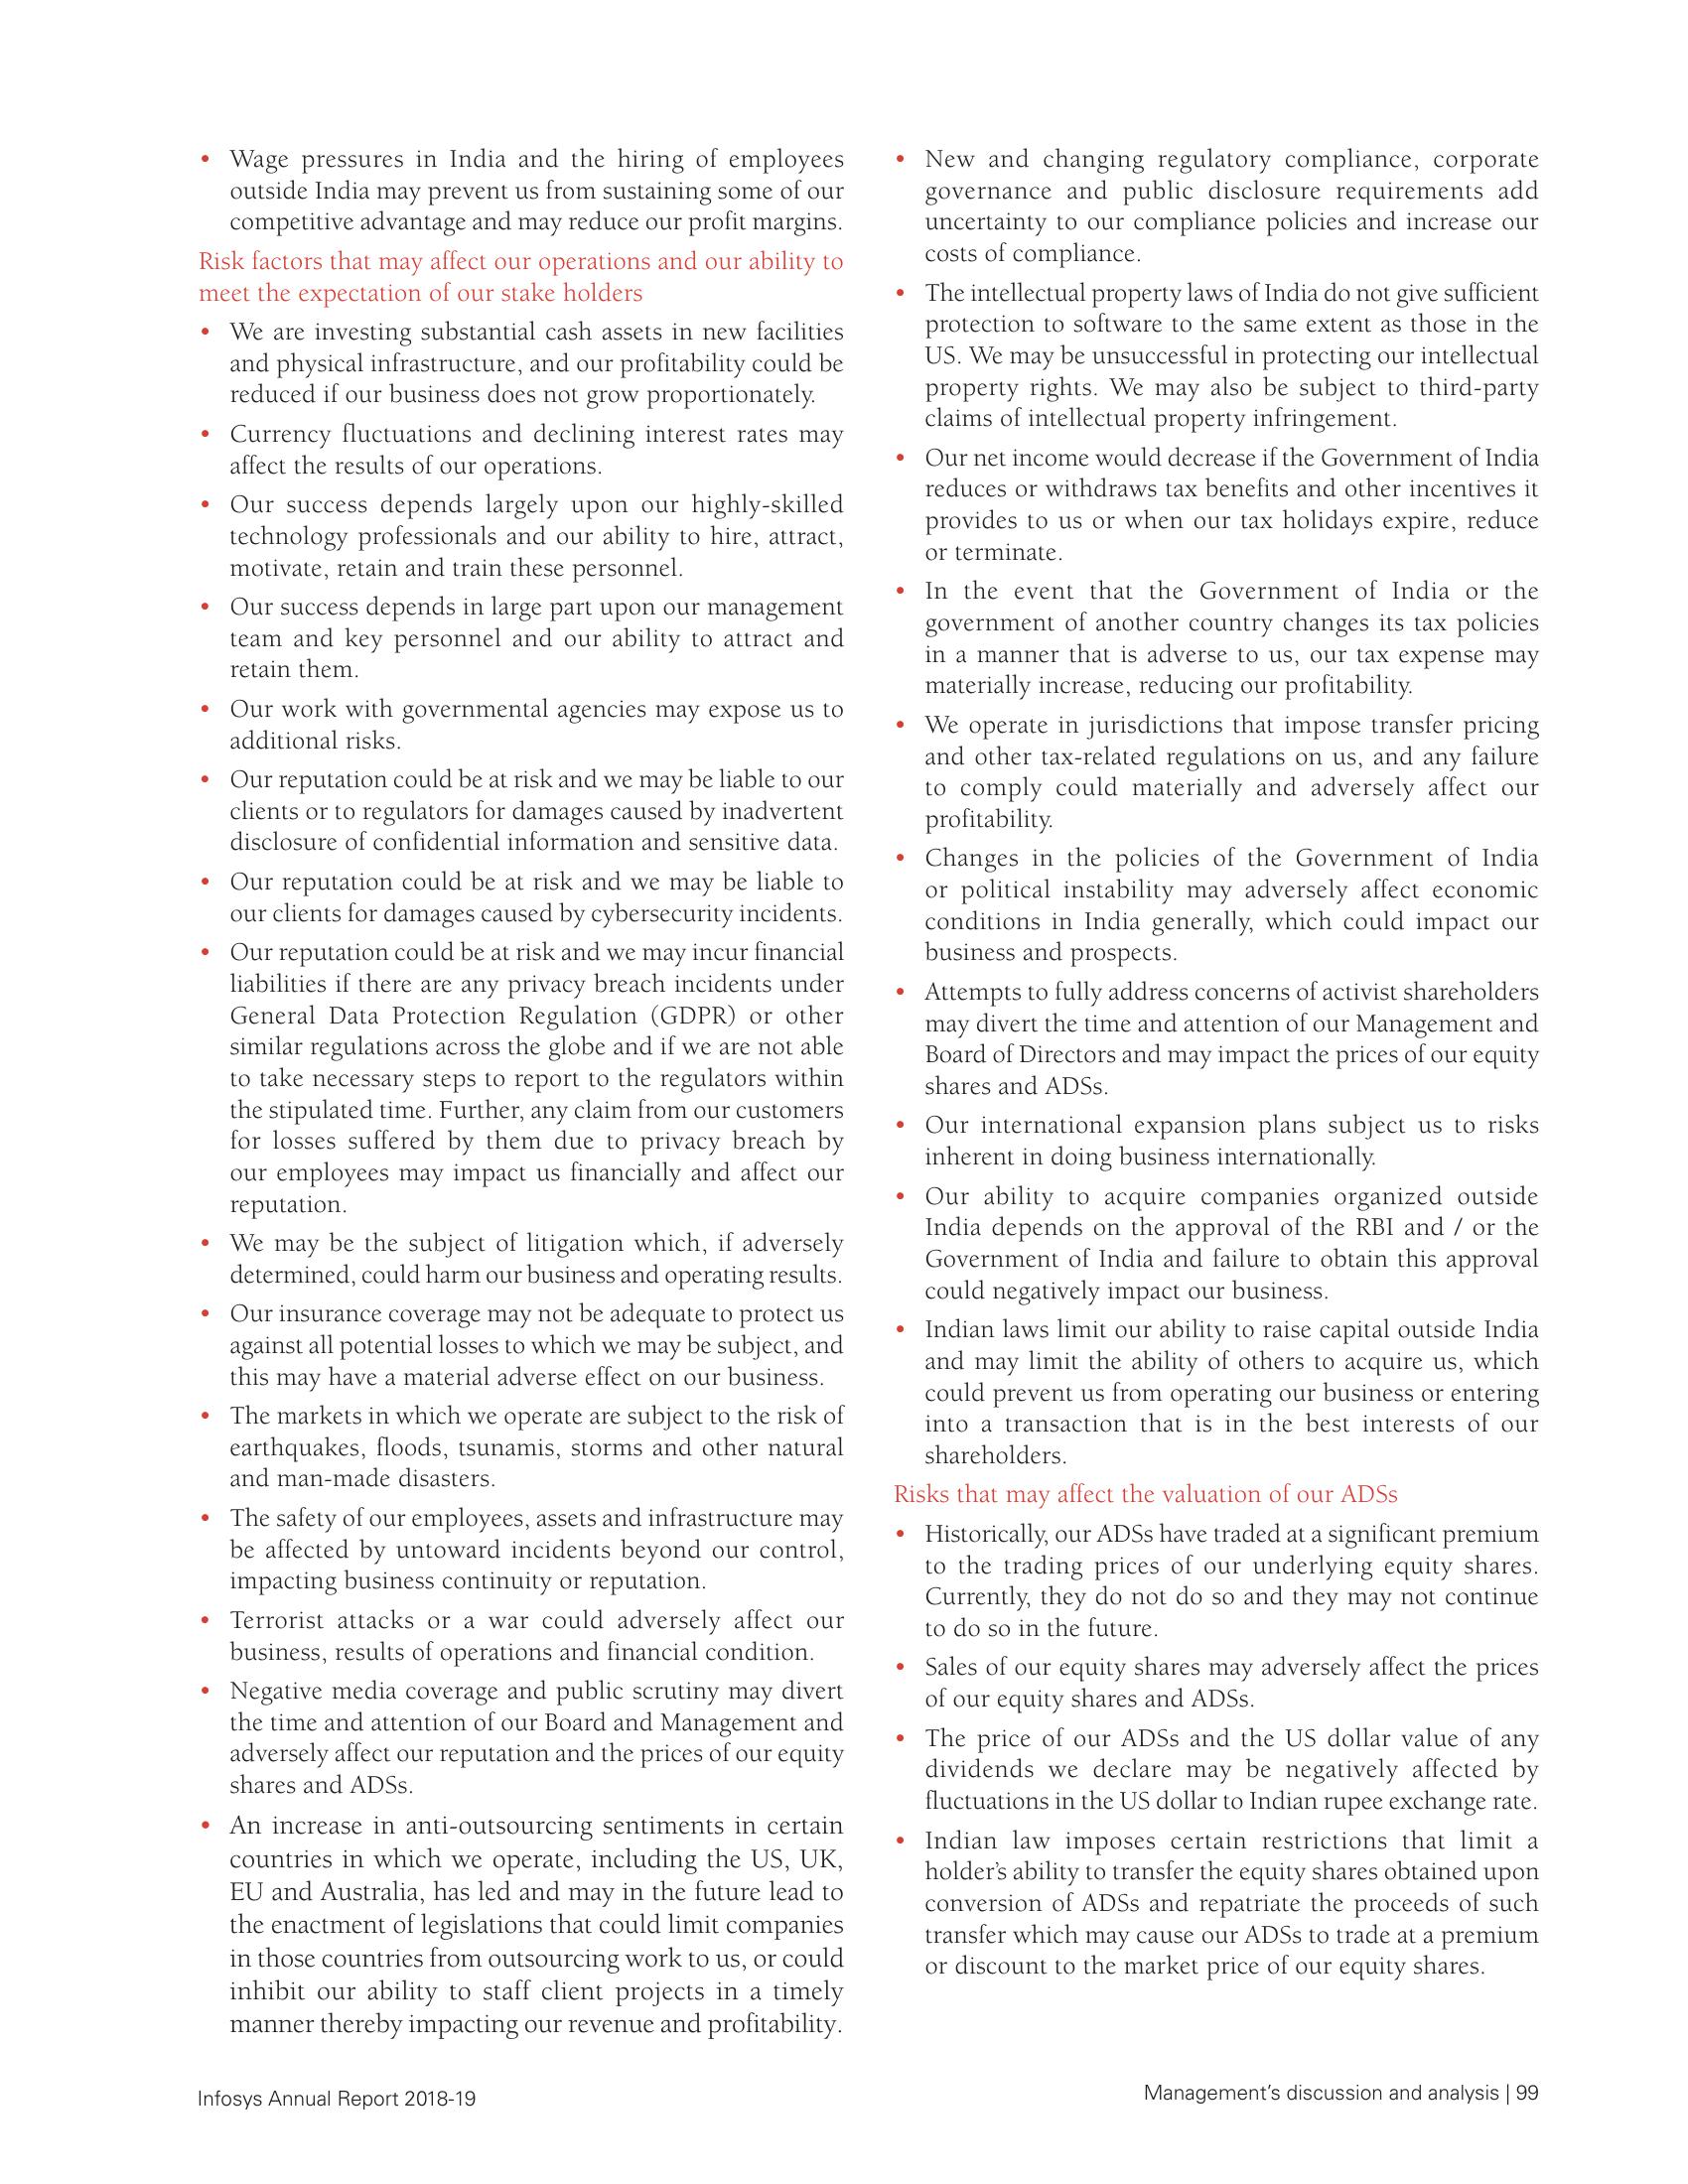 • Wage pressures in India and the hiring of employees
outside India may prevent us from sustaining some of our
competitive advantage and may reduce our profit margins.
Risk factors that may affect our operations and our ability to
meet the expectation of our stake holders
• We are investing substantial cash assets in new facilities
and physical infrastructure, and our profitability could be
reduced if our business does not grow proportionately.
• Currency fluctuations and declining interest rates may
affect the results of our operations.
• Our success depends largely upon our highly-skilled
technology professionals and our ability to hire, attract,
motivate, retain and train these personnel.
• Our success depends in large part upon our management
team and key personnel and our ability to attract and
retain them.
• Our work with governmental agencies may expose us to
additional risks.
• Our reputation could be at risk and we may be liable to our
clients or to regulators for damages caused by inadvertent
disclosure of confidential information and sensitive data.
• Our reputation could be at risk and we may be liable to
our clients for damages caused by cybersecurity incidents.
• Our reputation could be at risk and we may incur financial
liabilities if there are any privacy breach incidents under
General Data Protection Regulation (GDPR) or other
similar regulations across the globe and if we are not able
to take necessary steps to report to the regulators within
the stipulated time. Further, any claim from our customers
for losses suffered by them due to privacy breach by
our employees may impact us financially and affect our
reputation.
• We may be the subject of litigation which, if adversely
determined, could harm our business and operating results.
• Our insurance coverage may not be adequate to protect us
against all potential losses to which we may be subject, and
this may have a material adverse effect on our business.
• The markets in which we operate are subject to the risk of
earthquakes, floods, tsunamis, storms and other natural
and man-made disasters.
• The safety of our employees, assets and infrastructure may
be affected by untoward incidents beyond our control,
impacting business continuity or reputation.
• Terrorist attacks or a war could adversely affect our
business, results of operations and financial condition.
• Negative media coverage and public scrutiny may divert
the time and attention of our Board and Management and
adversely affect our reputation and the prices of our equity
shares and ADSs.
• An increase in anti-outsourcing sentiments in certain
countries in which we operate, including the US, UK,
EU and Australia, has led and may in the future lead to
the enactment of legislations that could limit companies
in those countries from outsourcing work to us, or could
inhibit our ability to staff client projects in a timely
manner thereby impacting our revenue and profitability.
• New and changing regulatory compliance, corporate
governance and public disclosure requirements add
uncertainty to our compliance policies and increase our
costs of compliance.
• The intellectual property laws of India do not give sufficient
protection to software to the same extent as those in the
US. We may be unsuccessful in protecting our intellectual
property rights. We may also be subject to third-party
claims of intellectual property infringement.
• Our net income would decrease if the Government of India
reduces or withdraws tax benefits and other incentives it
provides to us or when our tax holidays expire, reduce
or terminate.
• In the event that the Government of India or the
government of another country changes its tax policies
in a manner that is adverse to us, our tax expense may
materially increase, reducing our profitability.
• We operate in jurisdictions that impose transfer pricing
and other tax-related regulations on us, and any failure
to comply could materially and adversely affect our
profitability.
• Changes in the policies of the Government of India
or political instability may adversely affect economic
conditions in India generally, which could impact our
business and prospects.
• Attempts to fully address concerns of activist shareholders
may divert the time and attention of our Management and
Board of Directors and may impact the prices of our equity
shares and ADSs.
• Our international expansion plans subject us to risks
inherent in doing business internationally.
• Our ability to acquire companies organized outside
India depends on the approval of the RBI and / or the
Government of India and failure to obtain this approval
could negatively impact our business.
• Indian laws limit our ability to raise capital outside India
and may limit the ability of others to acquire us, which
could prevent us from operating our business or entering
into a transaction that is in the best interests of our
shareholders.
Risks that may affect the valuation of our ADSs
• Historically, our ADSs have traded at a significant premium
to the trading prices of our underlying equity shares.
Currently, they do not do so and they may not continue
to do so in the future.
• Sales of our equity shares may adversely affect the prices
of our equity shares and ADSs.
• The price of our ADSs and the US dollar value of any
dividends we declare may be negatively affected by
fluctuations in the US dollar to Indian rupee exchange rate.
• Indian law imposes certain restrictions that limit a
holder's ability to transfer the equity shares obtained upon
conversion of ADSs and repatriate the proceeds of such
transfer which may cause our ADSs to trade at a premium
or discount to the market price of our equity shares.
Infosys Annual Report 2018-19
Management's discussion and analysis | 99